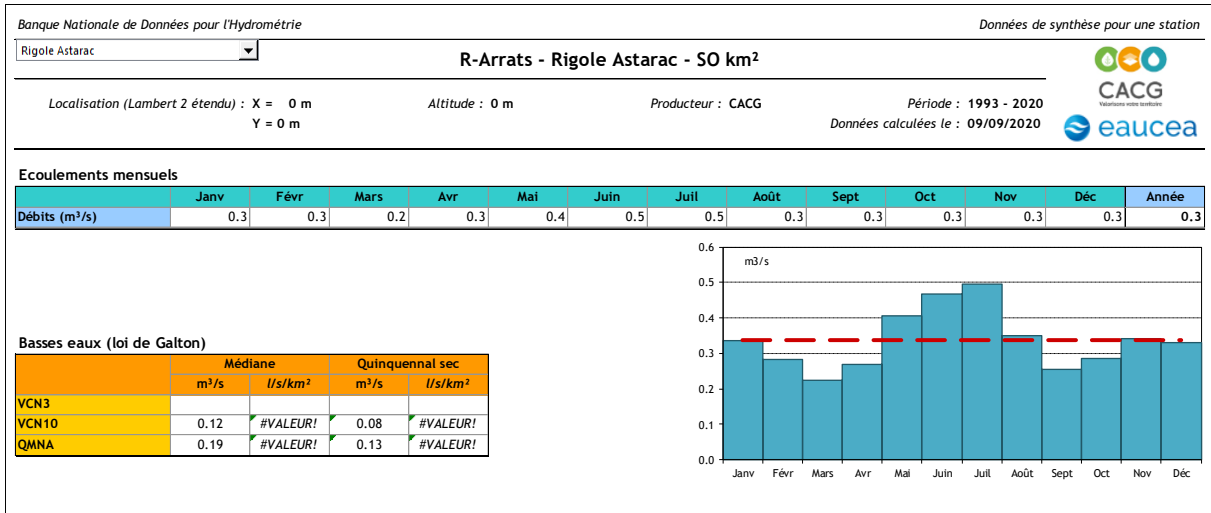 Banque Nationale de Données pour l'Hydrométrie Données de synthèse pour une station
Rigole Astarac
R-Arrats - Rigole Astarac - SO km²
CACG
Valorisons votre territoire
eaucea
Localisation (Lambert 2 étendu) : X = 0 m Altitude : 0 m Producteur : CACG Période : 1993 - 2020
Y = 0 m Données calculées le : 09/09/2020
Ecoulements mensuels
Janv Févr Mars Avr Mai Juin Juil Août Sept Oct Nov Déc Année
Débits (m³/s) 0.3 0.3 0.2 0.3 0.4 0.5 0.5 0.3 0.3 0.3 0.3 0.3 0.3
0.6
m3/s
0.5
0.4
0.3
0.2
0.1
0.0
Janv Févr Mars Avr Mai Juin Juil Août Sept Oct Nov Déc
Basses eaux (loi de Galton)
Médiane Quinquennal sec
m³/s l/s/km² m³/s l/s/km²
VCN3
VCN10 0.12 #VALEUR! 0.08 #VALEUR!
QMNA 0.19 #VALEUR! 0.13 #VALEUR!